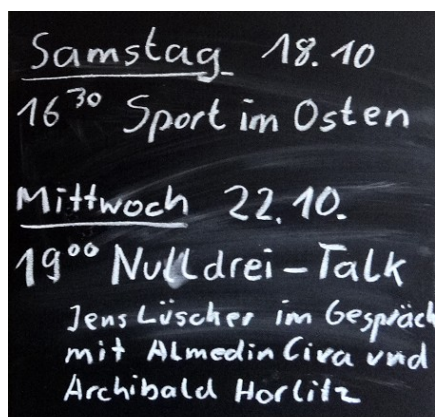 Samstag 18.10
16³⁰ Sport im Osten
Mittwoch 22.10.
19⁰⁰ Nulldrei-Talk
Jens Lüscher im Gespräch
mit Almedin Civa und
Archibald Horlitz